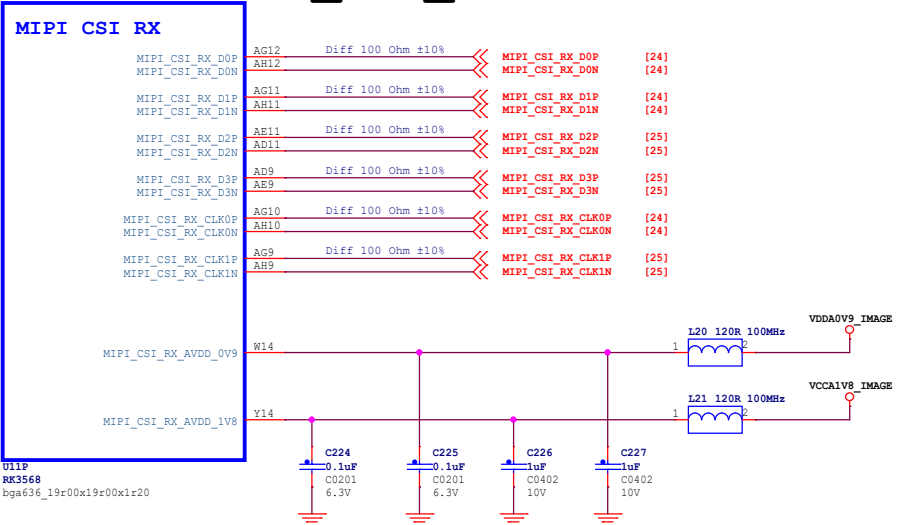 MIPI CSI RX
MIPI_CSI_RX_D0P AG12 Diff 100 Ohm ±10% MIPI_CSI_RX_D0P [24]
MIPI_CSI_RX_D0N AH12 MIPI_CSI_RX_D0N [24]
MIPI_CSI_RX_D1P AG11 Diff 100 Ohm ±10% MIPI_CSI_RX_D1P [24]
MIPI_CSI_RX_D1N AH11 MIPI_CSI_RX_D1N [24]
MIPI_CSI_RX_D2P AE11 Diff 100 Ohm ±10% MIPI_CSI_RX_D2P [25]
MIPI_CSI_RX_D2N AD11 MIPI_CSI_RX_D2N [25]
MIPI_CSI_RX_D3P AD9 Diff 100 Ohm ±10% MIPI_CSI_RX_D3P [25]
MIPI_CSI_RX_D3N AE9 MIPI_CSI_RX_D3N [25]
MIPI_CSI_RX_CLK0P AG10 Diff 100 Ohm ±10% MIPI_CSI_RX_CLK0P [24]
MIPI_CSI_RX_CLK0N AH10 MIPI_CSI_RX_CLK0N [24]
MIPI_CSI_RX_CLK1P AG9 Diff 100 Ohm ±10% MIPI_CSI_RX_CLK1P [25]
MIPI_CSI_RX_CLK1N AH9 MIPI_CSI_RX_CLK1N [25]
VDDA0V9_IMAGE
L20 120R 100MHz
MIPI_CSI_RX_AVDD_0V9 W14 1 2
VCCA1V8_IMAGE
L21 120R 100MHz
MIPI_CSI_RX_AVDD_1V8 Y14 1 2
C224 C225 C226 C227
0.1uF 0.1uF 1uF 1uF
C0201 C0201 C0402 C0402
6.3V 6.3V 10V 10V
U11P
RK3568
bga636_19r00x19r00x1r20